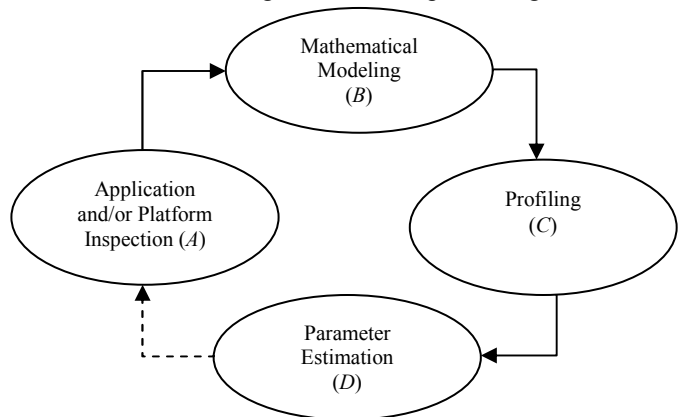 Mathematical
Modeling
(B)
Application
and/or Platform
Inspection (A)
Profiling
(C)
Parameter
Estimation
(D)